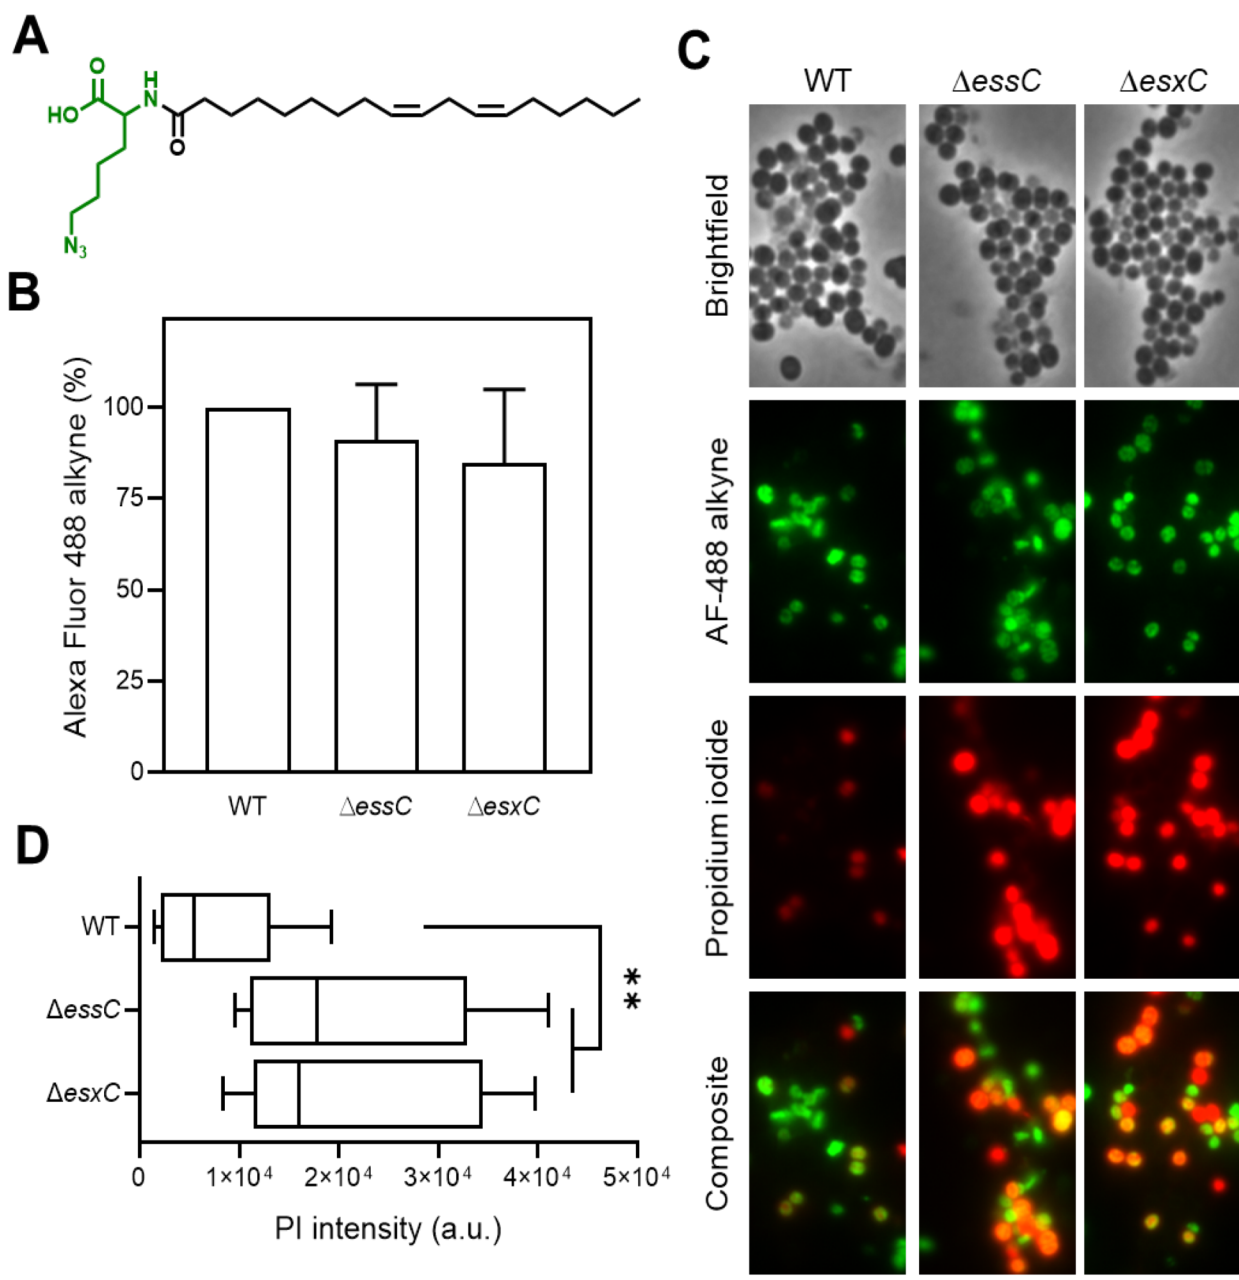 A
O
H
HO
N
O
N₃
B
Alexa Fluor 488 alkyne (%)
100
75
50
25
0
WT
ΔessC
ΔesxC
C
WT
ΔessC
ΔesxC
Brightfield
AF-488 alkyne
Propidium iodide
Composite
D
WT
ΔessC
ΔesxC
**
0
1×10⁴
2×10⁴
3×10⁴
4×10⁴
5×10⁴
PI intensity (a.u.)